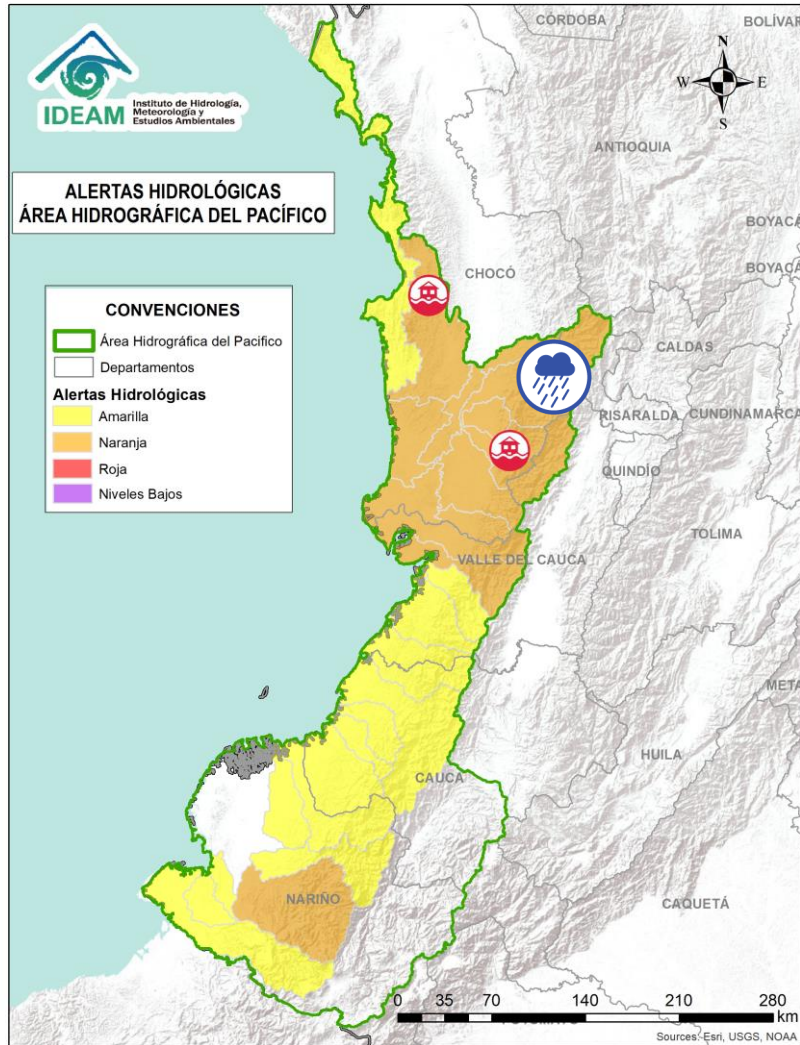 IDEAM
Instituto de Hidrología,
Meteorología y
Estudios Ambientales
ALERTAS HIDROLÓGICAS
ÁREA HIDROGRÁFICA DEL PACÍFICO
CONVENCIONES
Área Hidrográfica del Pacifico
Departamentos
Alertas Hidrológicas
Amarilla
Naranja
Roja
Niveles Bajos
N
W E
S
CÓRDOBA
BOLÍVAR
ANTIOQUIA
BOYACÁ
BOYACÁ
CHOCÓ
CALDAS
RISARALDA
CUNDINAMARCA
QUINDÍO
TOLIMA
VALLE DEL CAUCA
META
HUILA
CAUCA
NARIÑO
CAQUETÁ
0 35 70 140 210 280
km
Sources: Esri, USGS, NOAA